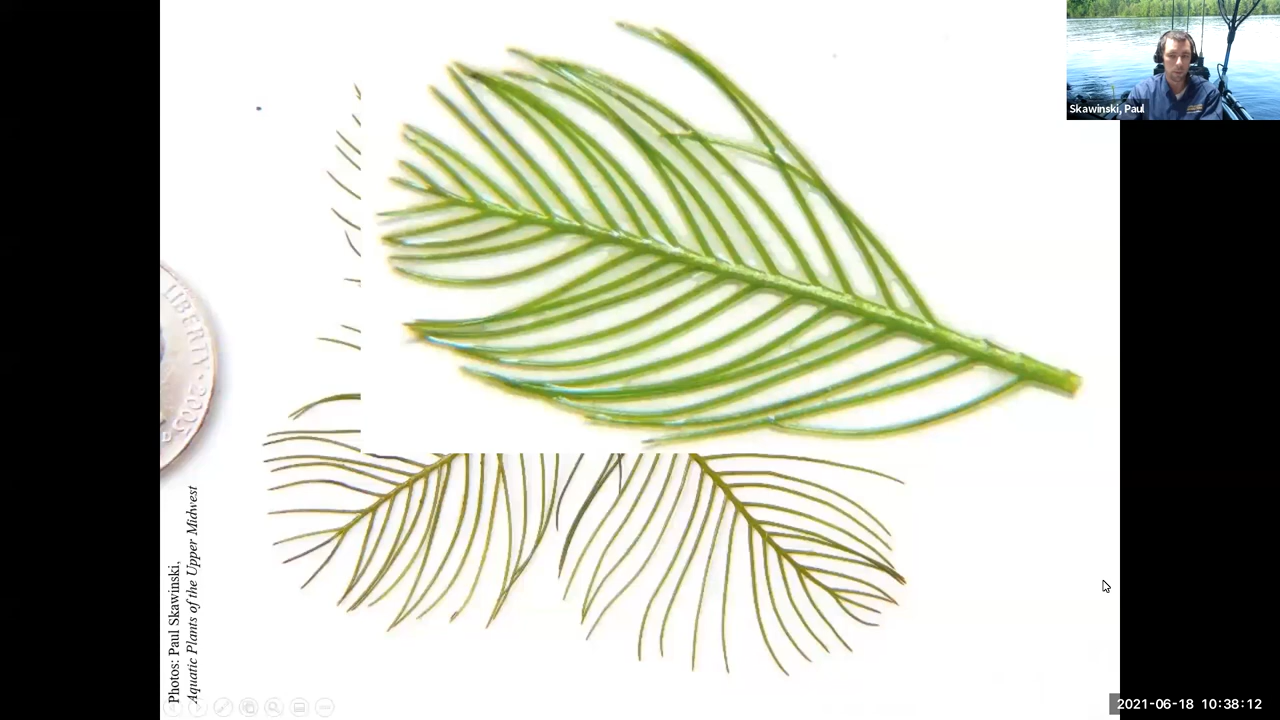 Skawinski, Paul
LIBERTY · 2005
Photos: Paul Skawinski,
Aquatic Plants of the Upper Midwest
2021-06-18 10:38:12